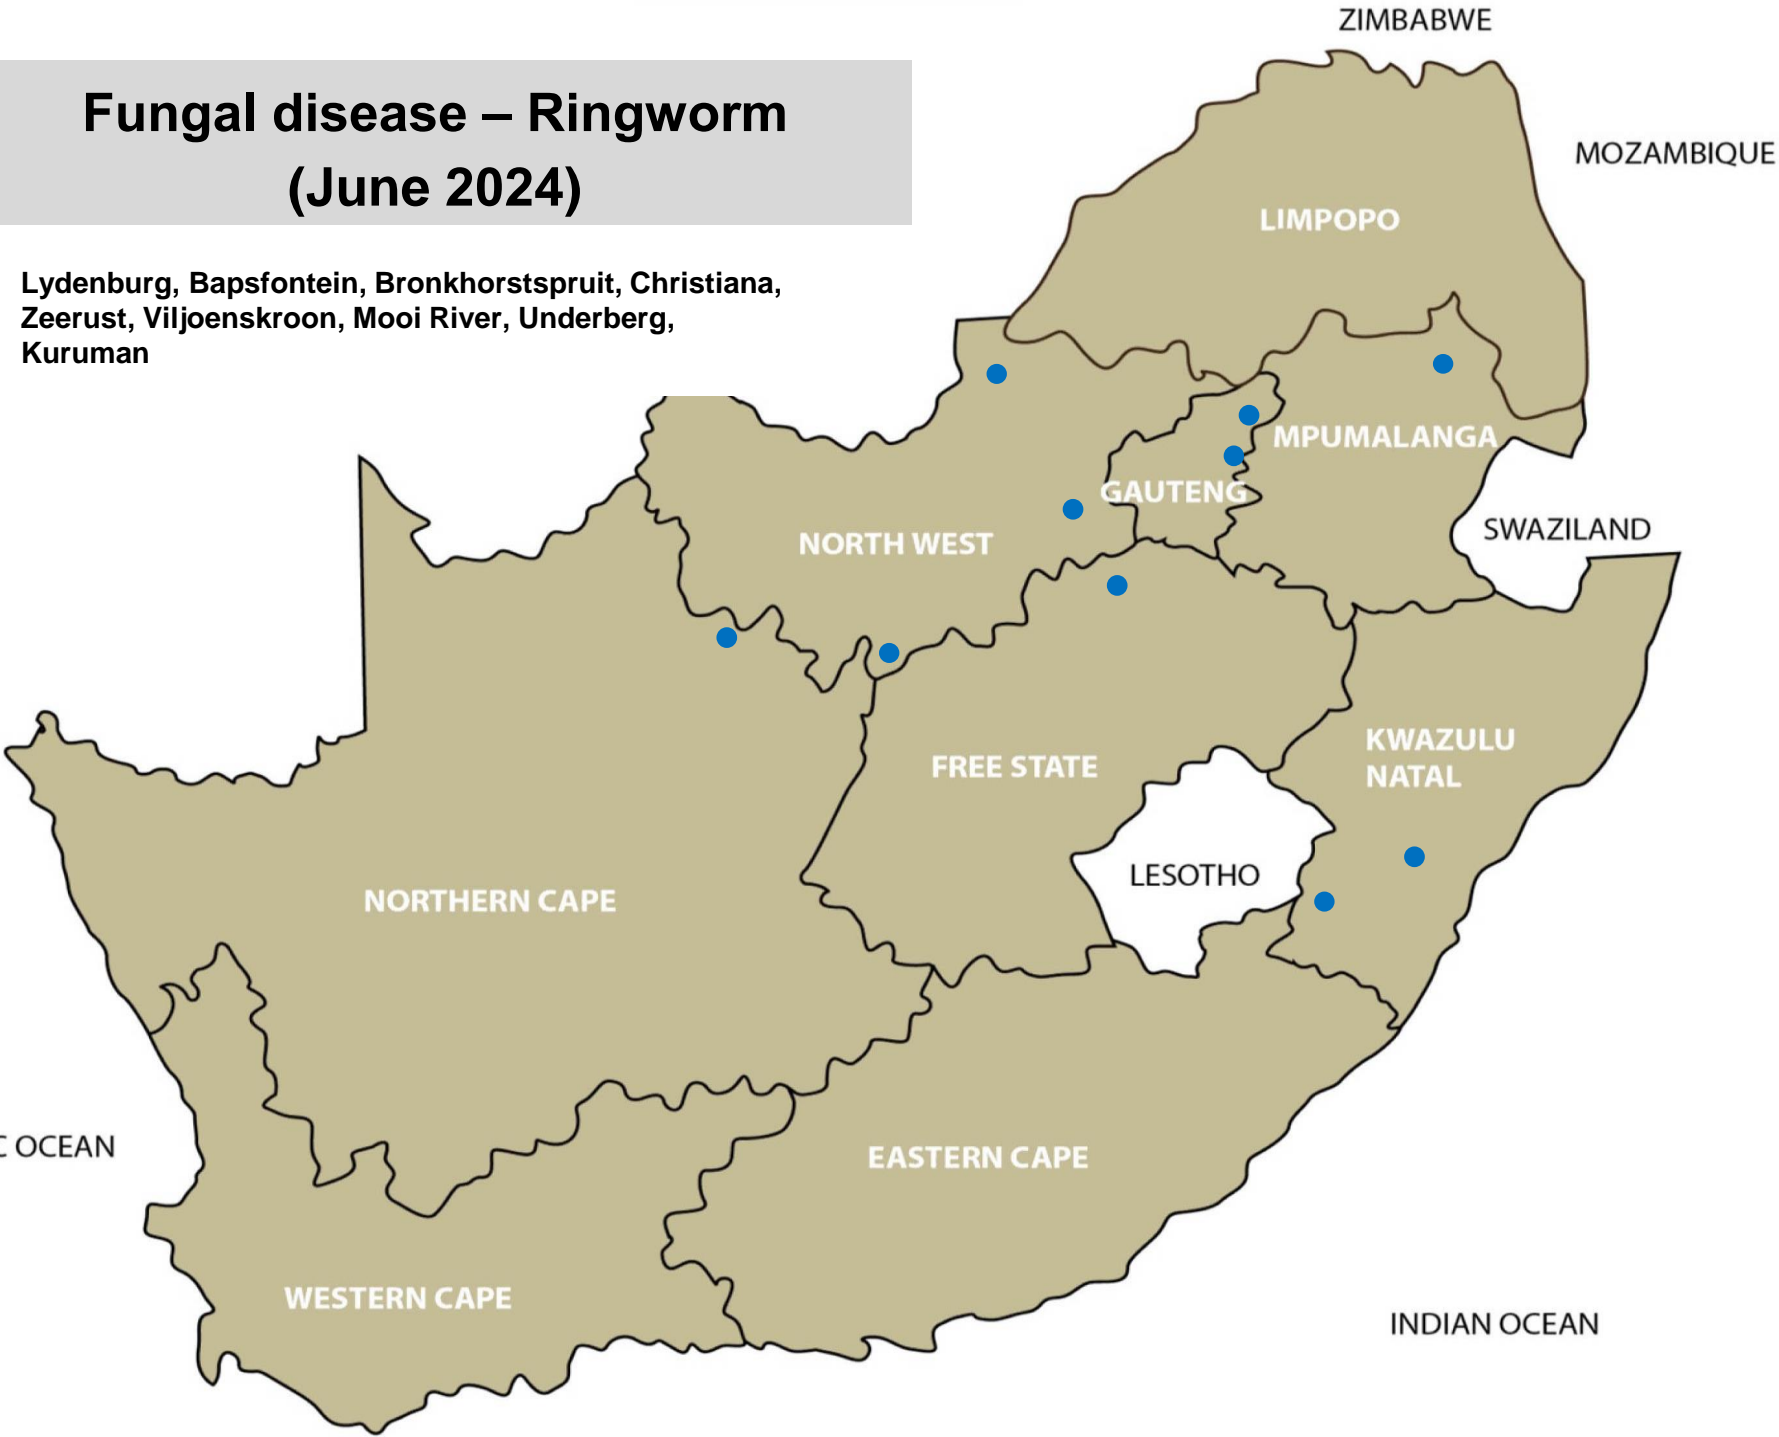 ZIMBABWE
Fungal disease – Ringworm
(June 2024)
MOZAMBIQUE
LIMPOPO
Lydenburg, Bapsfontein, Bronkhorstspruit, Christiana,
Zeerust, Viljoenskroon, Mooi River, Underberg,
Kuruman
MPUMALANGA
GAUTENG
SWAZILAND
NORTH WEST
KWAZULU
NATAL
FREE STATE
LESOTHO
NORTHERN CAPE
C OCEAN
EASTERN CAPE
WESTERN CAPE
INDIAN OCEAN